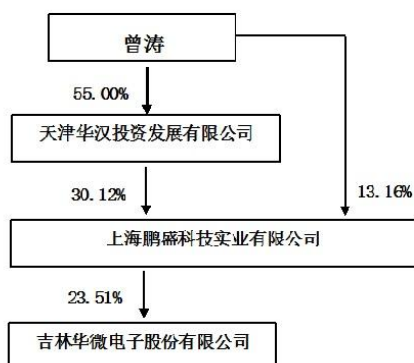 曾涛
55.00%
天津华汉投资发展有限公司
30.12%
13.16%
上海鹏盛科技实业有限公司
23.51%
吉林华微电子股份有限公司